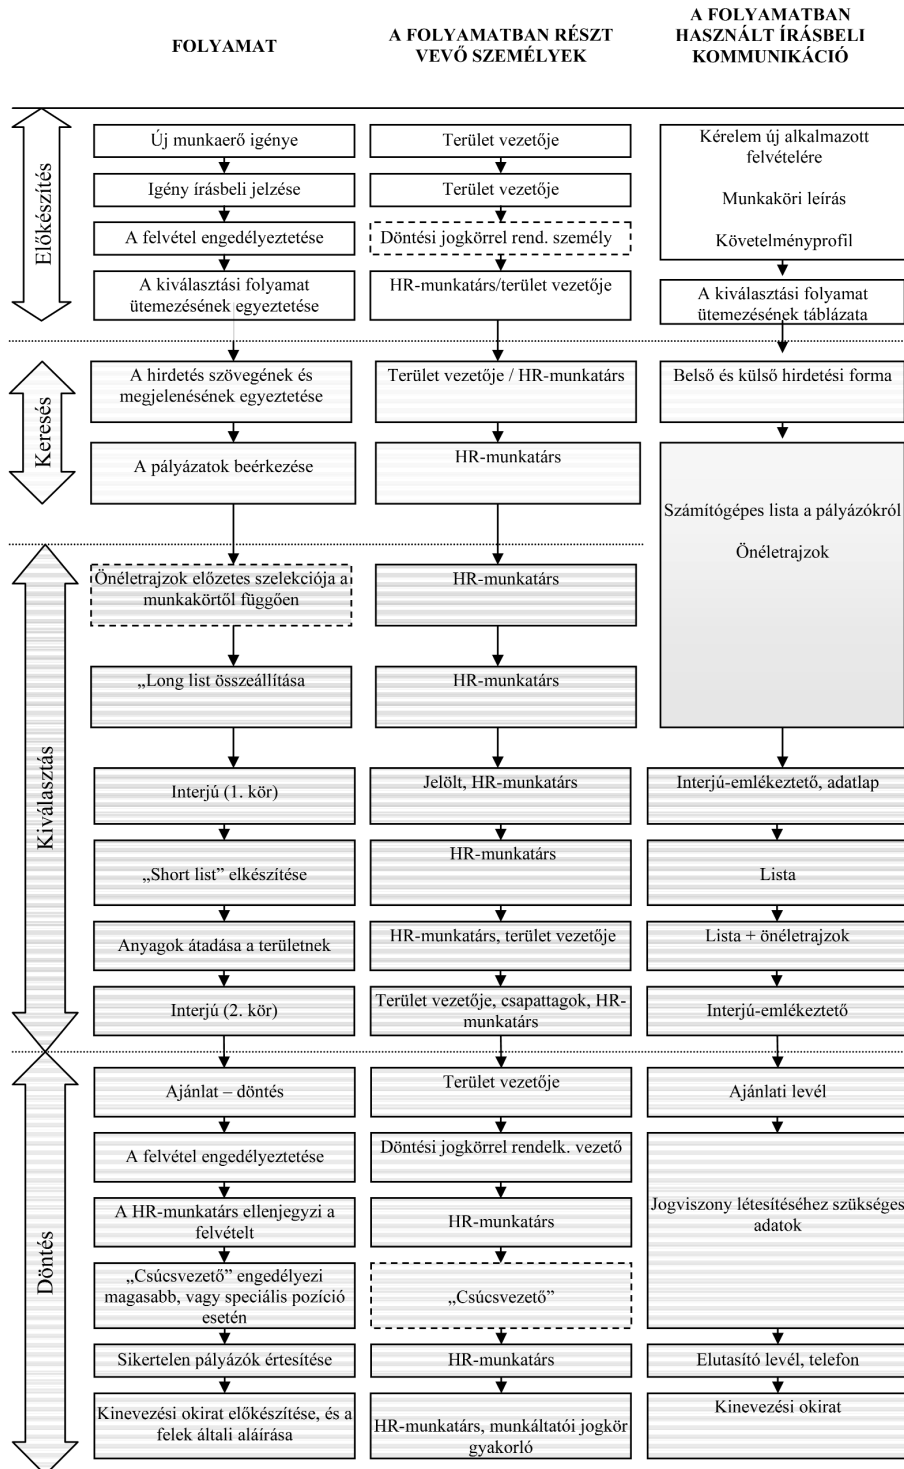 FOLYAMAT
A FOLYAMATBAN RÉSZT
VEVŐ SZEMÉLYEK
A FOLYAMATBAN
HASZNÁLT ÍRÁSBELI
KOMMUNIKÁCIÓ
Előkészítés
Új munkaerő igénye
Terület vezetője
Kérelem új alkalmazott
felvételére
Munkaköri leírás
Követelményprofil
Igény írásbeli jelzése
Terület vezetője
A felvétel engedélyeztetése
Döntési jogkörrel rend. személy
A kiválasztási folyamat
ütemezésének egyeztetése
HR-munkatárs/terület vezetője
A kiválasztási folyamat
ütemezésének táblázata
Keresés
A hirdetés szövegének és
megjelenésének egyeztetése
Terület vezetője / HR-munkatárs
Belső és külső hirdetési forma
A pályázatok beérkezése
HR-munkatárs
Számítógépes lista a pályázókról
Önéletrajzok
Kiválasztás
Önéletrajzok előzetes szelekciója a
munkakörtől függően
HR-munkatárs
„Long list összeállítása
HR-munkatárs
Interjú (1. kör)
Jelölt, HR-munkatárs
Interjú-emlékeztető, adatlap
„Short list” elkészítése
HR-munkatárs
Lista
Anyagok átadása a területnek
HR-munkatárs, terület vezetője
Lista + önéletrajzok
Interjú (2. kör)
Terület vezetője, csapattagok, HR-
munkatárs
Interjú-emlékeztető
Döntés
Ajánlat – döntés
Terület vezetője
Ajánlati levél
A felvétel engedélyeztetése
Döntési jogkörrel rendelk. vezető
Jogviszony létesítéséhez szükséges
adatok
A HR-munkatárs ellenjegyzi a
felvételt
HR-munkatárs
„Csúcsvezető” engedélyezi
magasabb, vagy speciális pozíció
esetén
„Csúcsvezető”
Sikertelen pályázók értesítése
HR-munkatárs
Elutasító levél, telefon
Kinevezési okirat előkészítése, és a
felek általi aláírása
HR-munkatárs, munkáltatói jogkör
gyakorló
Kinevezési okirat